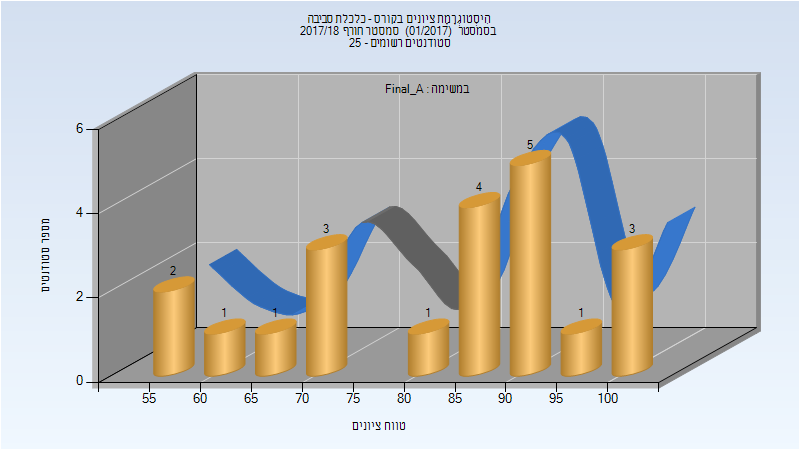 היסטוגרמת ציונים בקורס - כלכלת סביבה
בסמסטר (01/2017) סמסטר חורף 2017/18
סטודנטים רשומים - 25
במשימה : Final_A
6
4
2
0
מספר סטודנטים
2
1
1
3
1
4
5
1
3
55 60 65 70 75 80 85 90 95 100
טווח ציונים